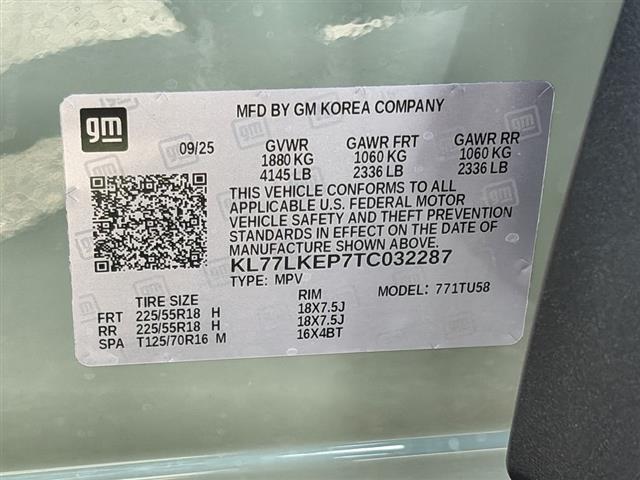 gm
MFD BY GM KOREA COMPANY
09/25 GVWR GAWR FRT GAWR RR
1880 KG 1060 KG 1060 KG
4145 LB 2336 LB 2336 LB
THIS VEHICLE CONFORMS TO ALL
APPLICABLE U.S. FEDERAL MOTOR
VEHICLE SAFETY AND THEFT PREVENTION
STANDARDS IN EFFECT ON THE DATE OF
MANUFACTURE SHOWN ABOVE.
KL77LKEP7TC032287
TYPE: MPV MODEL: 771TU58
TIRE SIZE RIM
FRT 225/55R18 H 18X7.5J
RR 225/55R18 H 18X7.5J
SPA T125/70R16 M 16X4BT